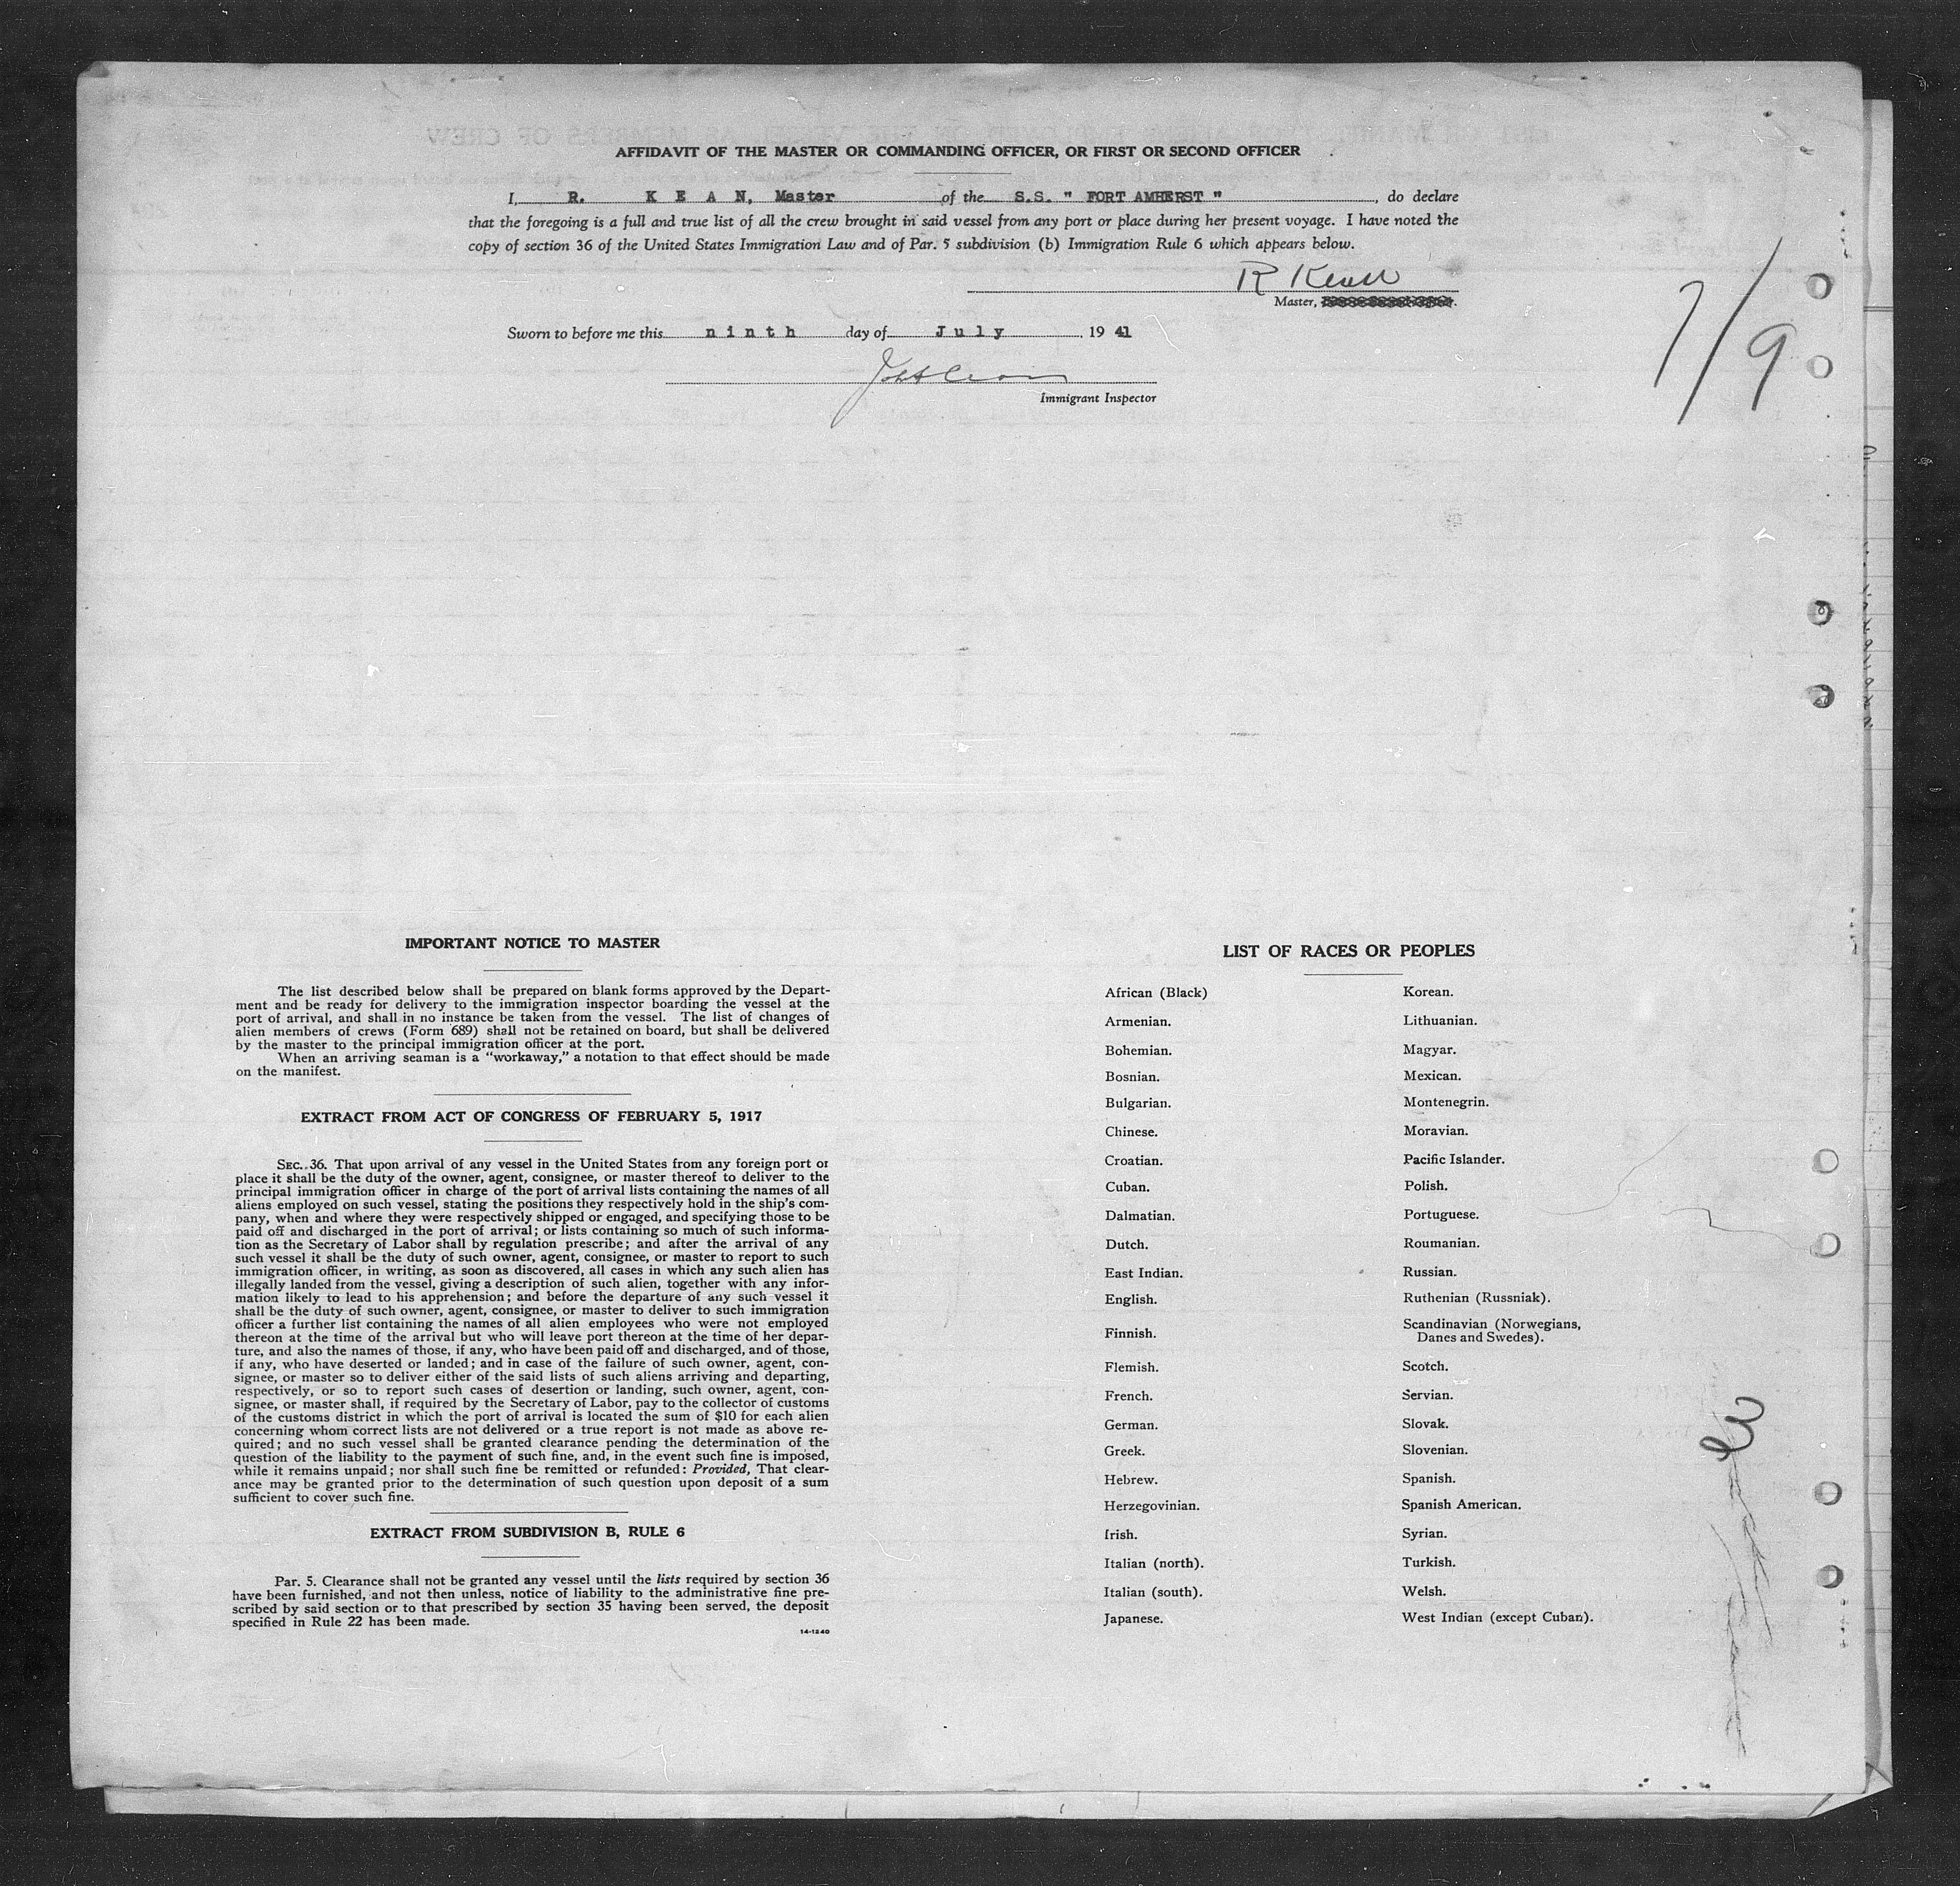 AFFIDAVIT OF THE MASTER OR COMMANDING OFFICER, OR FIRST OR SECOND OFFICER
I, R. K E A N, Master of the S.S. " FORT AMHERST ", do declare
that the foregoing is a full and true list of all the crew brought in said vessel from any port or place during her present voyage. I have noted the
copy of section 36 of the United States Immigration Law and of Par. 5 subdivision (b) Immigration Rule 6 which appears below.
R Kean
Master,
Sworn to before me this ninth day of July, 19 41
Immigrant Inspector
7/9
IMPORTANT NOTICE TO MASTER
The list described below shall be prepared on blank forms approved by the Depart-
ment and be ready for delivery to the immigration inspector boarding the vessel at the
port of arrival, and shall in no instance be taken from the vessel. The list of changes of
alien members of crews (Form 689) shall not be retained on board, but shall be delivered
by the master to the principal immigration officer at the port.
When an arriving seaman is a "workaway," a notation to that effect should be made
on the manifest.
EXTRACT FROM ACT OF CONGRESS OF FEBRUARY 5, 1917
SEC. 36. That upon arrival of any vessel in the United States from any foreign port or
place it shall be the duty of the owner, agent, consignee, or master thereof to deliver to the
principal immigration officer in charge of the port of arrival lists containing the names of all
aliens employed on such vessel, stating the positions they respectively hold in the ship's com-
pany, when and where they were respectively shipped or engaged, and specifying those to be
paid off and discharged in the port of arrival; or lists containing so much of such informa-
tion as the Secretary of Labor shall by regulation prescribe; and after the arrival of any
such vessel it shall be the duty of such owner, agent, consignee, or master to report to such
immigration officer, in writing, as soon as discovered, all cases in which any such alien has
illegally landed from the vessel, giving a description of such alien, together with any infor-
mation likely to lead to his apprehension; and before the departure of any such vessel it
shall be the duty of such owner, agent, consignee, or master to deliver to such immigration
officer a further list containing the names of all alien employees who were not employed
thereon at the time of the arrival but who will leave port thereon at the time of her depar-
ture, and also the names of those, if any, who have been paid off and discharged, and of those,
if any, who have deserted or landed; and in case of the failure of such owner, agent, con-
signee, or master so to deliver either of the said lists of such aliens arriving and departing,
respectively, or so to report such cases of desertion or landing, such owner, agent, con-
signee, or master shall, if required by the Secretary of Labor, pay to the collector of customs
of the customs district in which the port of arrival is located the sum of $10 for each alien
concerning whom correct lists are not delivered or a true report is not made as above re-
quired; and no such vessel shall be granted clearance pending the determination of the
question of the liability to the payment of such fine, and, in the event such fine is imposed,
while it remains unpaid; nor shall such fine be remitted or refunded: Provided, That clear-
ance may be granted prior to the determination of such question upon deposit of a sum
sufficient to cover such fine.
EXTRACT FROM SUBDIVISION B, RULE 6
Par. 5. Clearance shall not be granted any vessel until the lists required by section 36
have been furnished, and not then unless, notice of liability to the administrative fine pre-
scribed by said section or to that prescribed by section 35 having been served, the deposit
specified in Rule 22 has been made.
14-1240
LIST OF RACES OR PEOPLES
African (Black)
Armenian.
Bohemian.
Bosnian.
Bulgarian.
Chinese.
Croatian.
Cuban.
Dalmatian.
Dutch.
East Indian.
English.
Finnish.
Flemish.
French.
German.
Greek.
Hebrew.
Herzegovinian.
Irish.
Italian (north).
Italian (south).
Japanese.
Korean.
Lithuanian.
Magyar.
Mexican.
Montenegrin.
Moravian.
Pacific Islander.
Polish.
Portuguese.
Roumanian.
Russian.
Ruthenian (Russniak).
Scandinavian (Norwegians,
Danes and Swedes).
Scotch.
Servian.
Slovak.
Slovenian.
Spanish.
Spanish American.
Syrian.
Turkish.
Welsh.
West Indian (except Cuban).